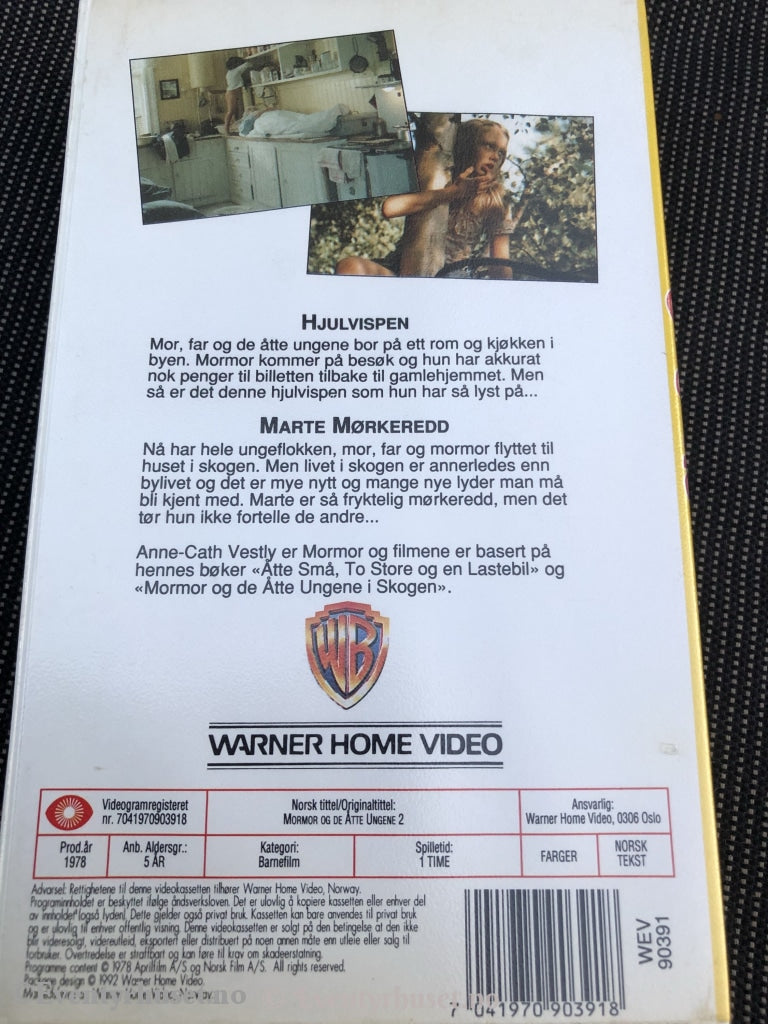 HJULVISPEN
Mor, far og de åtte ungene bor på ett rom og kjøkken i
byen. Mormor kommer på besøk og hun har akkurat
nok penger til billetten tilbake til gamlehjemmet. Men
så er det denne hjulvispen som hun har så lyst på...
MARTE MØRKEREDD
Nå har hele ungeflokken, mor, far og mormor flyttet til
huset i skogen. Men livet i skogen er annerledes enn
bylivet og det er mye nytt og mange nye lyder man må
bli kjent med. Marte er så fryktelig mørkeredd, men det
tør hun ikke fortelle de andre...
Anne-Cath Vestly er Mormor og filmene er basert på
hennes bøker «Åtte Små, To Store og en Lastebil» og
«Mormor og de Åtte Ungene i Skogen».
WB
WARNER HOME VIDEO
Videogramregisteret
nr. 7041970903918
Norsk tittel/Originaltittel:
MORMOR OG DE ÅTTE UNGENE 2
Ansvarlig:
Warner Home Video, 0306 Oslo
Prod.år
1978
Anb. Aldersgr.:
5 ÅR
Kategori:
Barnefilm
Spilletid:
1 TIME
FARGER
NORSK
TEKST
Advarsel: Rettighetene til denne videokassetten tilhører Warner Home Video, Norway.
Programinnholdet er beskyttet ifølge åndsverksloven. Det er ulovlig å kopiere kassetten eller enhver del
av innholdet (også lyden). Dette gjelder også privat bruk. Kassetten kan bare anvendes til privat bruk
og er ulovlig til enhver offentlig visning. Denne videokassetten er solgt på den betingelse at den ikke
blir videresolgt, videreutleid, eksportert eller distribuert på noen annen måte enn utleie eller salg til
forbruker. Overtredelse er straffbart og kan føre til krav om skadeerstatning.
Programme content © 1978 Aprilfilm A/S og Norsk Film A/S. All rights reserved.
Package design © 1992 Warner Home Video.
Home Video, Norway
7 041970 903918
WEV
90391